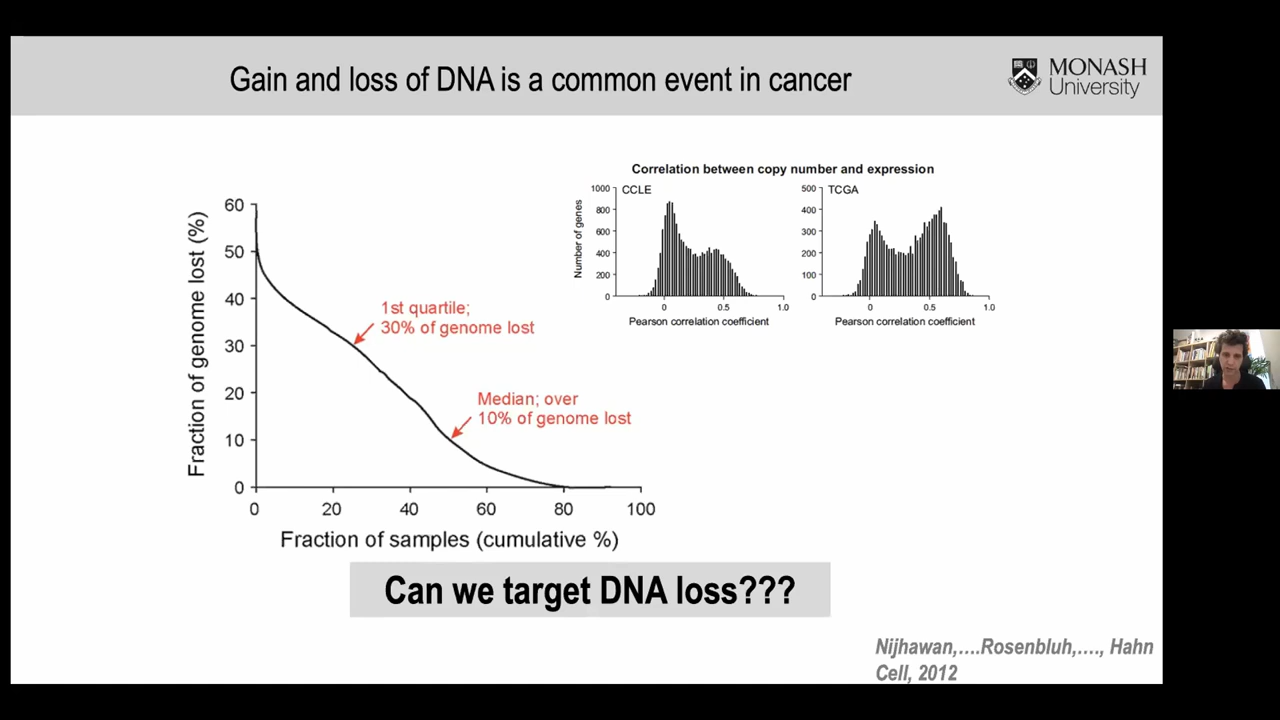 Gain and loss of DNA is a common event in cancer
MONASH
University
Fraction of genome lost (%)
60
50
40
30
20
10
0
0 20 40 60 80 100
Fraction of samples (cumulative %)
1st quartile;
30% of genome lost
Median; over
10% of genome lost
Correlation between copy number and expression
CCLE
Number of genes
1000
800
600
400
200
0
0 0.5 1.0
Pearson correlation coefficient
TCGA
500
400
300
200
100
0
0 0.5 1.0
Pearson correlation coefficient
Can we target DNA loss???
Nijhawan,....Rosenbluh,...., Hahn
Cell, 2012